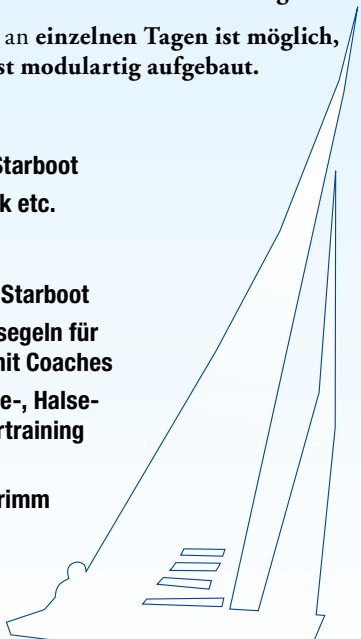 an einzelnen Tagen ist möglich,
st modulartig aufgebaut.
Starboot
k etc.
Starboot
segeln für
mit Coaches
e-, Halse-
rtraining
rimm